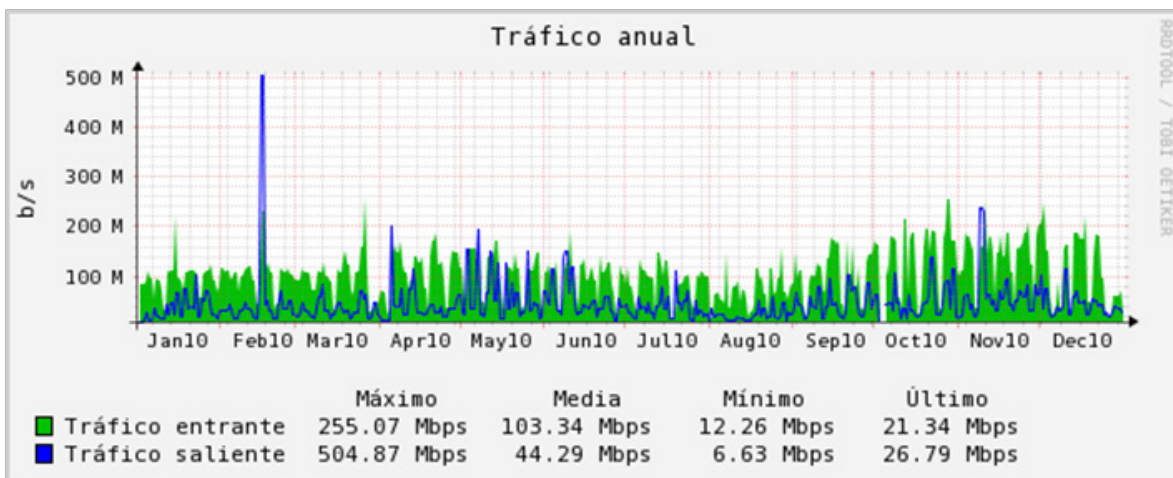 Tráfico anual
RRDTOOL / TOBI OETIKER
b/s
500 M
400 M
300 M
200 M
100 M
Jan10 Feb10 Mar10 Apr10 May10 Jun10 Jul10 Aug10 Sep10 Oct10 Nov10 Dec10
Máximo Media Mínimo Último
Tráfico entrante 255.07 Mbps 103.34 Mbps 12.26 Mbps 21.34 Mbps
Tráfico saliente 504.87 Mbps 44.29 Mbps 6.63 Mbps 26.79 Mbps